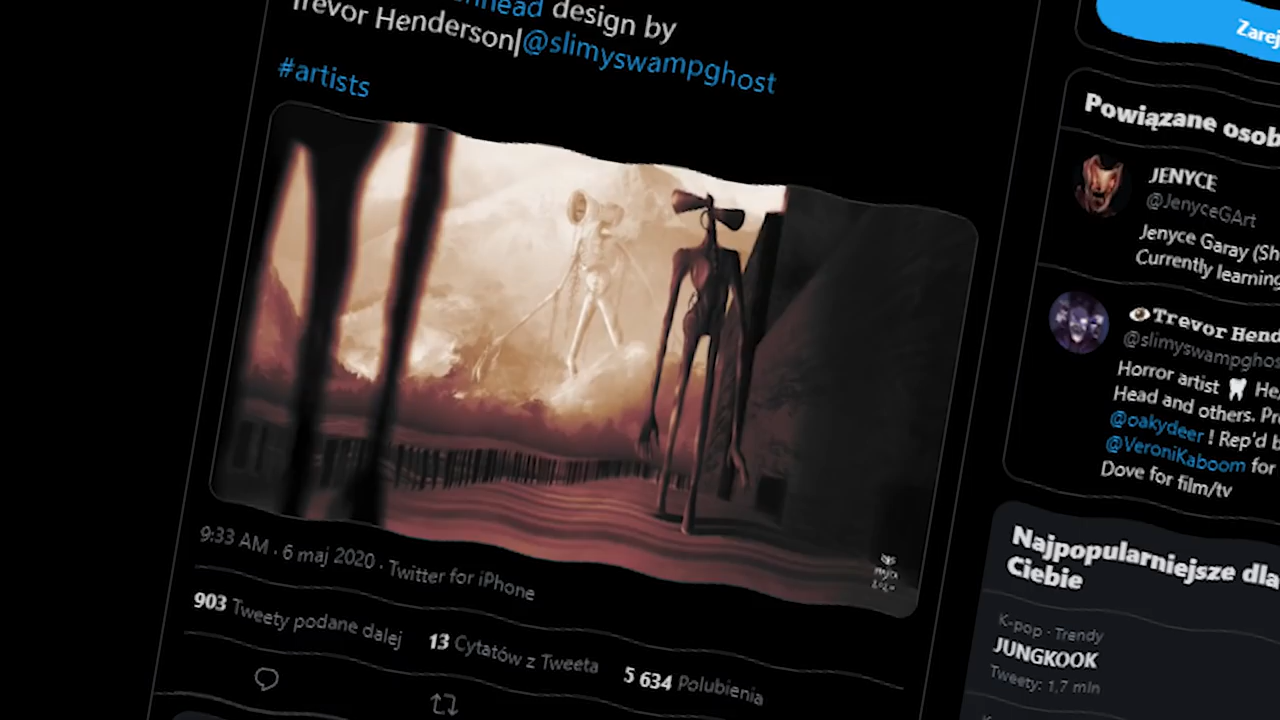 design by
Trevor Henderson|@slimyswampghost
#artists
9:33 AM · 6 maj 2020 · Twitter for iPhone
903 Tweety podane dalej 13 Cytatów z Tweeta 5 634 Polubienia
Powiązane
JENYCE
@JenyceGArt
Jenyce Garay
Currently learning
Trevor
@slimyswampghos
Horror artist
Head and others.
@oakydeer ! Rep'd
@VeroniKaboom for
Dove for film/tv
Najpopularniejsze dla
Ciebie
K-pop · Trendy
JUNGKOOK
Tweety: 1,7 mln